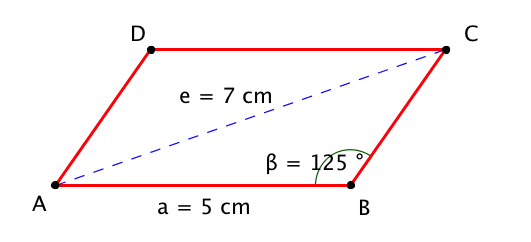 D
C
e = 7 cm
β = 125 °
A
a = 5 cm
B